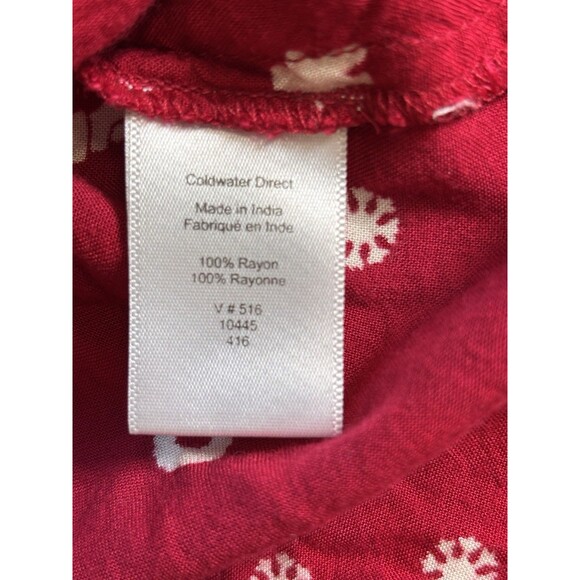 Coldwater Direct
Made in India
Fabriqué en Inde
100% Rayon
100% Rayonne
V # 516
10445
416